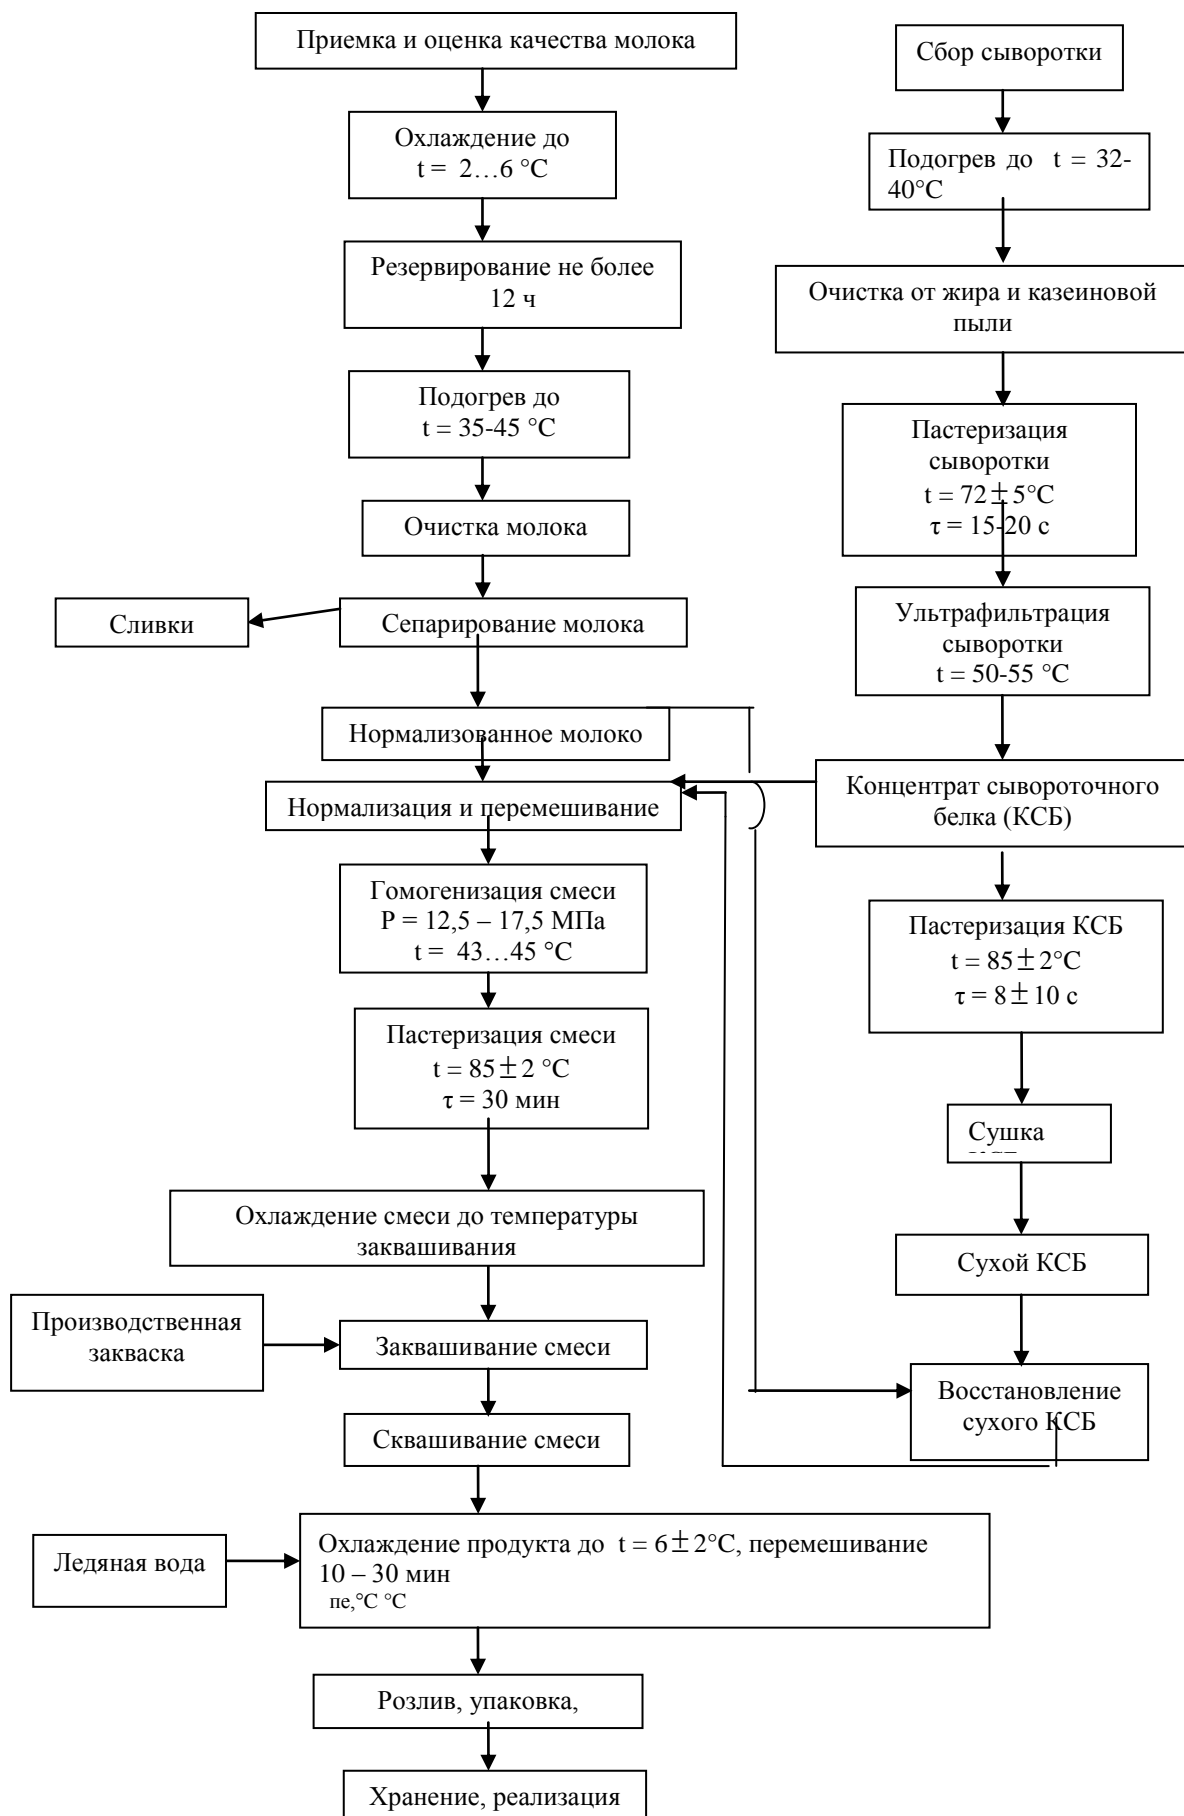 Приемка и оценка качества молока
Охлаждение до
t = 2…6 °С
Резервирование не более
12 ч
Подогрев до
t = 35-45 °С
Очистка молока
Сливки
Сепарирование молока
Нормализованное молоко
Нормализация и перемешивание
Гомогенизация смеси
Р = 12,5 – 17,5 МПа
t = 43…45 °С
Пастеризация смеси
t = 85±2 °С
τ = 30 мин
Охлаждение смеси до температуры
заквашивания
Производственная
закваска
Заквашивание смеси
Сквашивание смеси
Ледяная вода
Охлаждение продукта до t = 6±2°С, перемешивание
10 – 30 мин
пе,°С °С
Розлив, упаковка,
Хранение, реализация
Сбор сыворотки
Подогрев до t = 32-
40°С
Очистка от жира и казеиновой
пыли
Пастеризация
сыворотки
t = 72±5°С
τ = 15-20 с
Ультрафильтрация
сыворотки
t = 50-55 °С
Концентрат сывороточного
белка (КСБ)
Пастеризация КСБ
t = 85±2°С
τ = 8±10 с
Сушка
Сухой КСБ
Восстановление
сухого КСБ